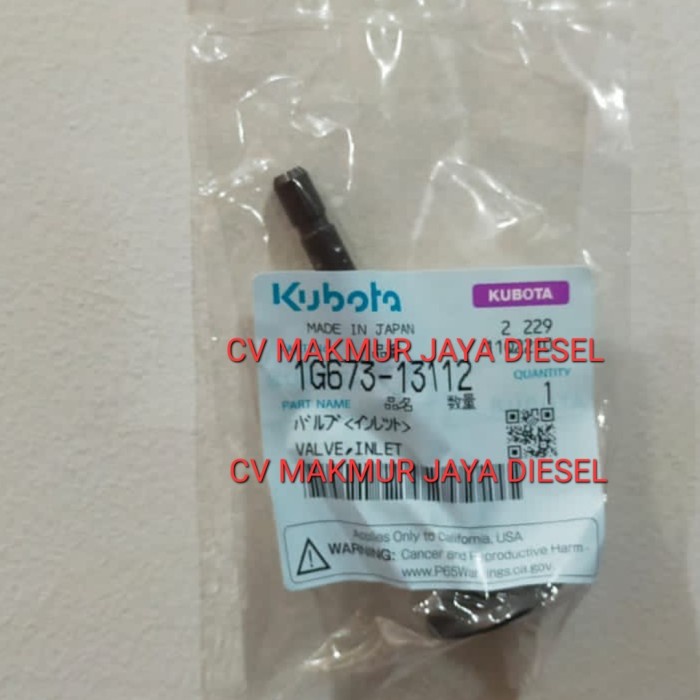 Kubota KUBOTA
MADE IN JAPAN 2 229
CV MAKMUR JAYA DIESEL
1G673-13112 QUANTITY
PART NAME 品名 数量 1
バルブ<インレット>
VALVE,INLET
CV MAKMUR JAYA DIESEL
Applies Only to California, USA
WARNING: Cancer and Reproductive Harm -
www.P65Warnings.ca.gov.